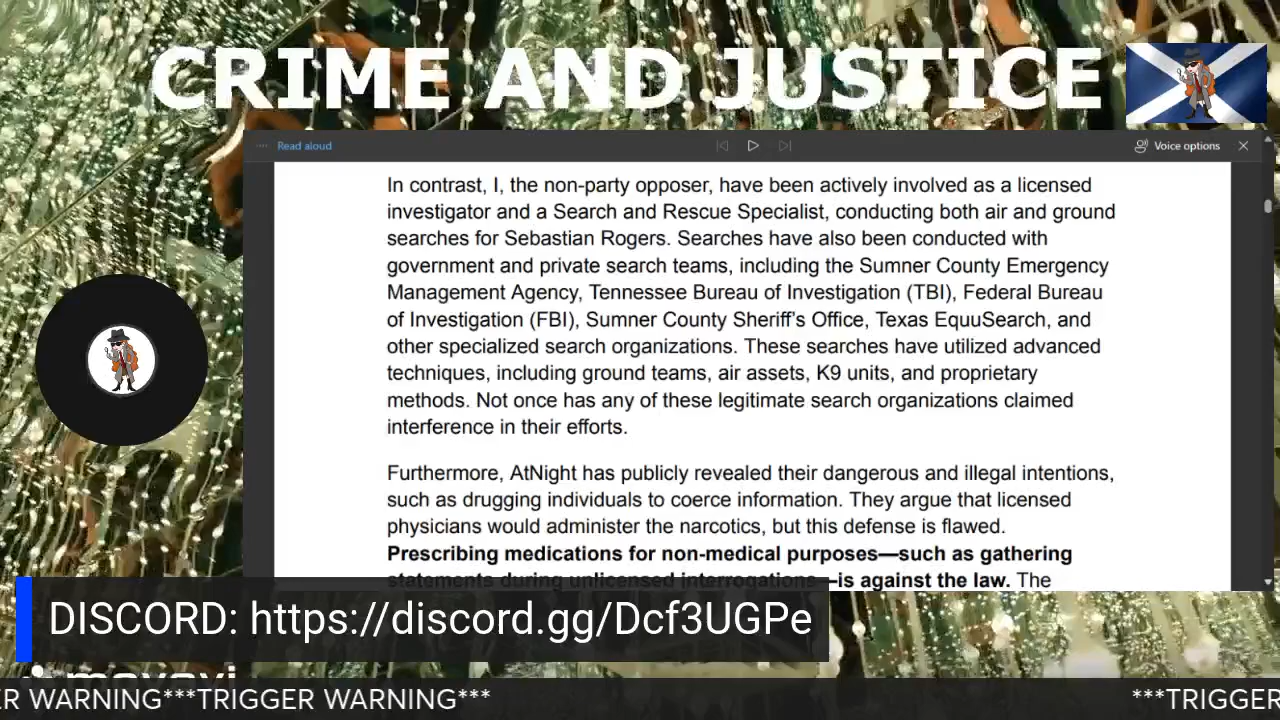 CRIME AND JUSTICE
Read aloud
Voice options
In contrast, I, the non-party opposer, have been actively involved as a licensed
investigator and a Search and Rescue Specialist, conducting both air and ground
searches for Sebastian Rogers. Searches have also been conducted with
government and private search teams, including the Sumner County Emergency
Management Agency, Tennessee Bureau of Investigation (TBI), Federal Bureau
of Investigation (FBI), Sumner County Sheriff's Office, Texas EquuSearch, and
other specialized search organizations. These searches have utilized advanced
techniques, including ground teams, air assets, K9 units, and proprietary
methods. Not once has any of these legitimate search organizations claimed
interference in their efforts.
Furthermore, AtNight has publicly revealed their dangerous and illegal intentions,
such as drugging individuals to coerce information. They argue that licensed
physicians would administer the narcotics, but this defense is flawed.
Prescribing medications for non-medical purposes—such as gathering
statements during unlicensed interrogations—is against the law. The
DISCORD: https://discord.gg/Dcf3UGPe
movavi
ER WARNING***TRIGGER WARNING*** ***TRIGGER